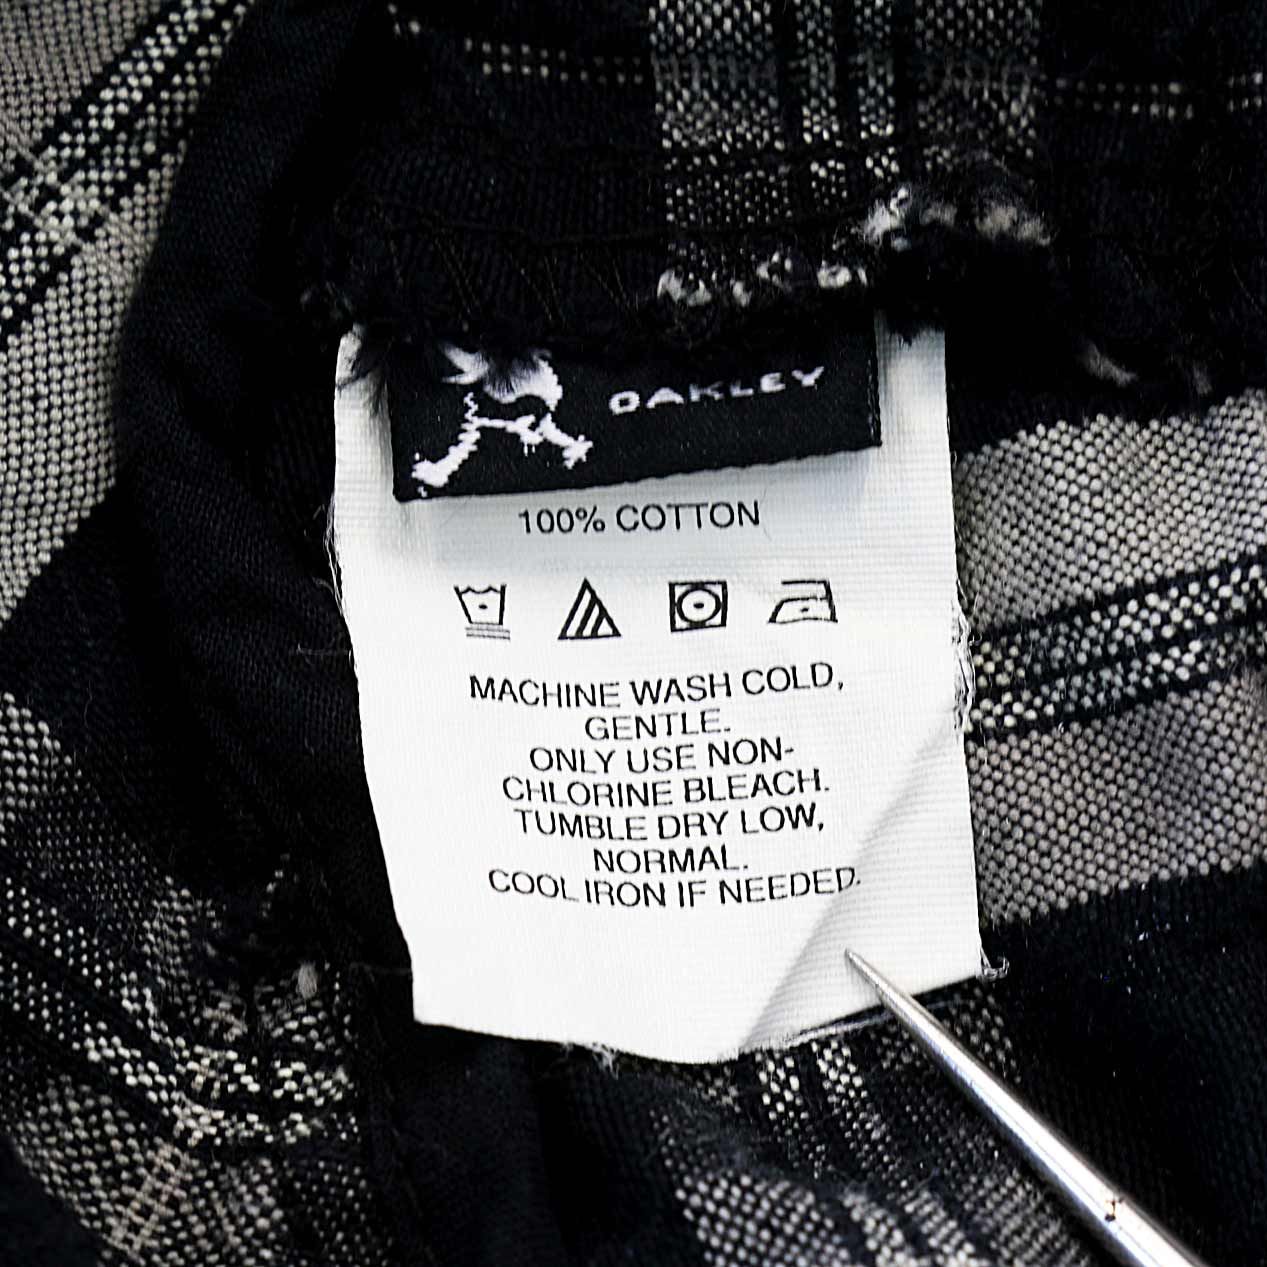 OAKLEY
100% COTTON
MACHINE WASH COLD,
GENTLE.
ONLY USE NON-
CHLORINE BLEACH.
TUMBLE DRY LOW,
NORMAL.
COOL IRON IF NEEDED.